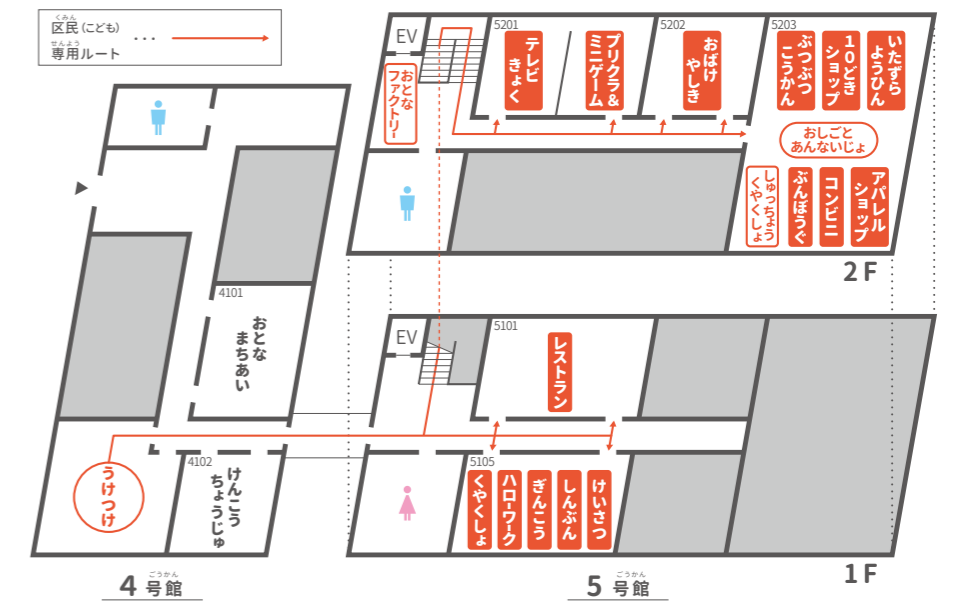 くみん
区民（こども）
せんよう
専用ルート
･･･
EV
おとな
ファクトリー
5201
テレビ
きょく
プリクラ＆
ミニゲーム
5202
おばけ
やしき
5203
ぶつぶつ
こうかん
１０どき
ショップ
いたずら
ようひん
おしごと
あんないじょ
しゅっちょう
くやくしょ
ぶんぼうぐ
コンビニ
アパレル
ショップ
2F
4101
おとな
まちあい
うけつけ
4102
けんこう
ちょうじゅ
EV
5101
レストラン
5105
くやくしょ
ハローワーク
ぎんこう
しんぶん
けいさつ
1F
ごうかん
4 号館
ごうかん
5 号館